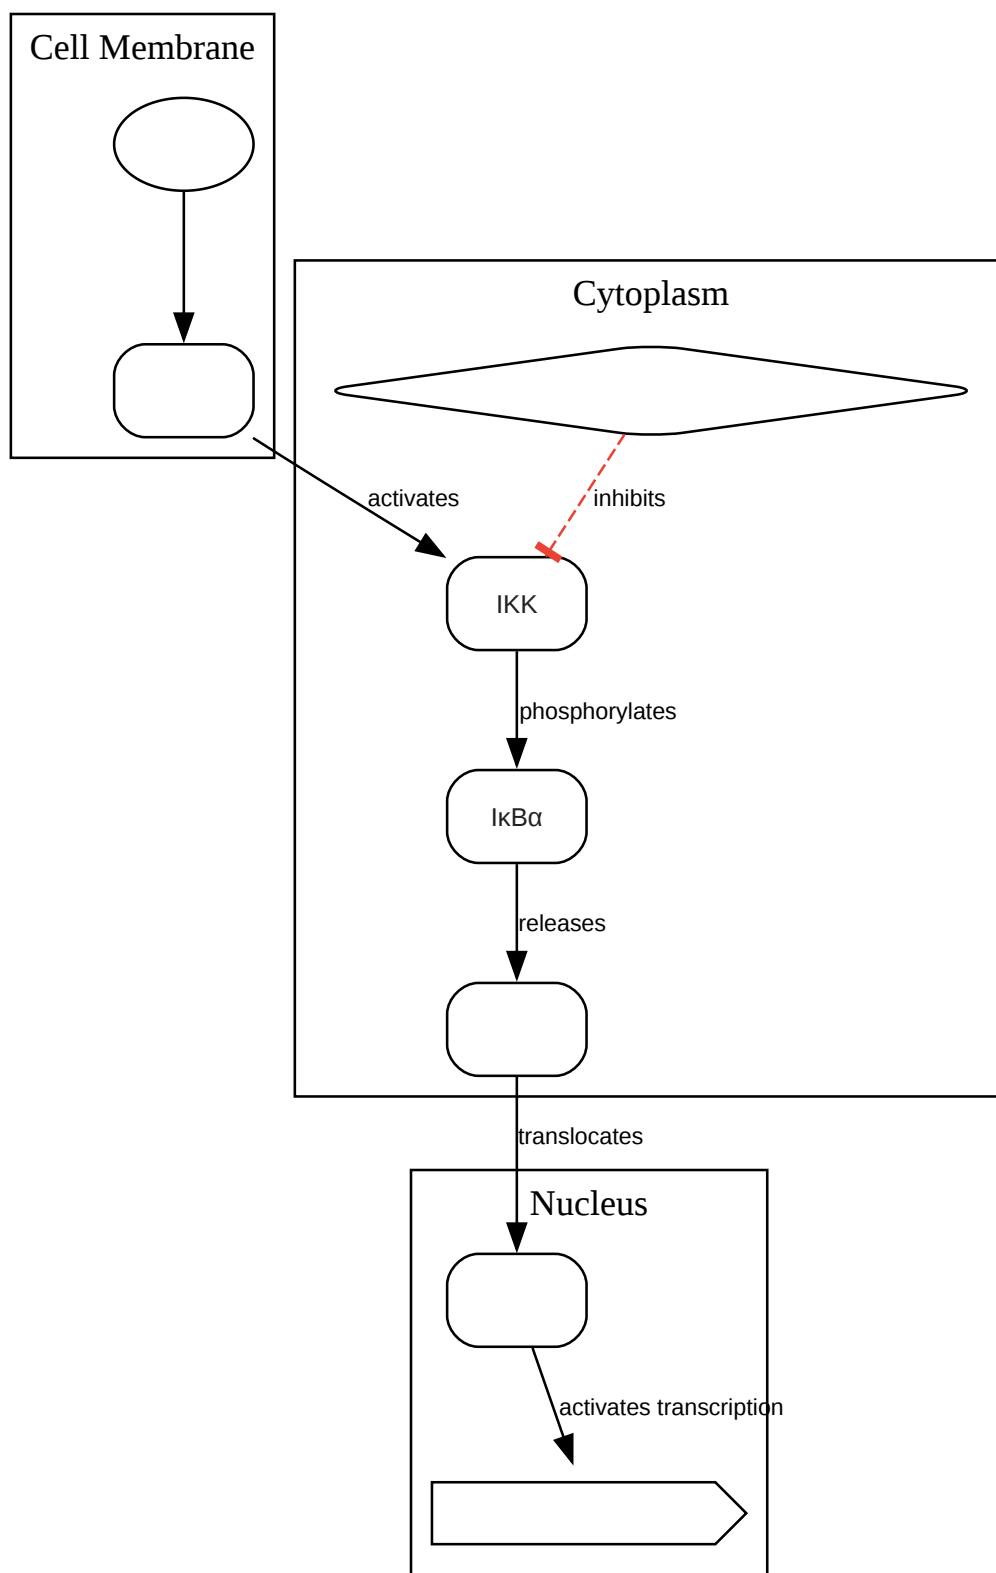 Cell Membrane
Cytoplasm
activates
inhibits
IKK
phosphorylates
IκBα
releases
translocates
Nucleus
activates transcription